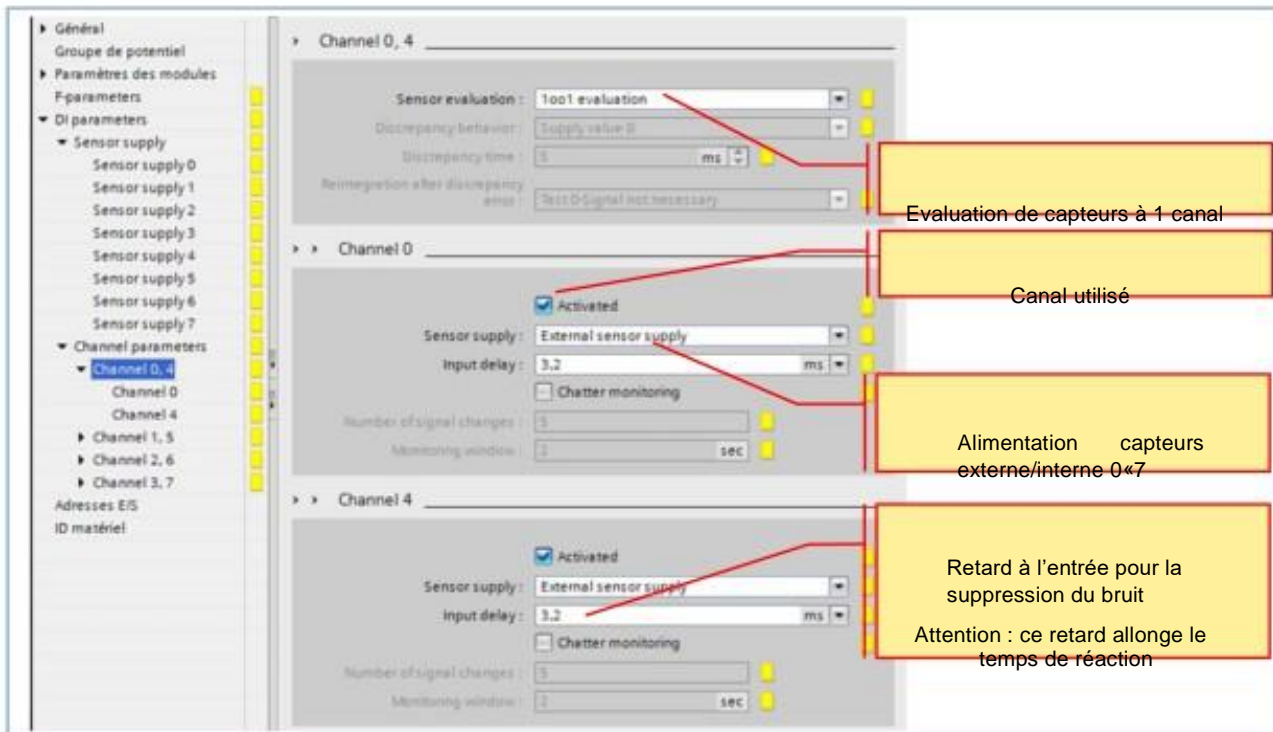 Général
Groupe de potentiel
Paramètres des modules
F-parameters
DI parameters
Sensor supply
Sensor supply 0
Sensor supply 1
Sensor supply 2
Sensor supply 3
Sensor supply 4
Sensor supply 5
Sensor supply 6
Sensor supply 7
Channel parameters
Channel 0, 4
Channel 0
Channel 4
Channel 1, 5
Channel 2, 6
Channel 3, 7
Adresses E/S
ID matériel
Channel 0, 4
Sensor evaluation : 1oo1 evaluation
Discrepancy behavior : Supply value 0
Discrepancy time : 5 ms
Reintegration after discrepancy
error : Test 0-Signal not necessary
Channel 0
Activated
Sensor supply : External sensor supply
Input delay : 3.2 ms
Chatter monitoring
Number of signal changes : 5
Monitoring window : 2 sec
Channel 4
Activated
Sensor supply : External sensor supply
Input delay : 3.2 ms
Chatter monitoring
Number of signal changes : 5
Monitoring window : 2 sec
Evaluation de capteurs à 1 canal
Canal utilisé
Alimentation capteurs
externe/interne 0«7
Retard à l’entrée pour la
suppression du bruit
Attention : ce retard allonge le
temps de réaction